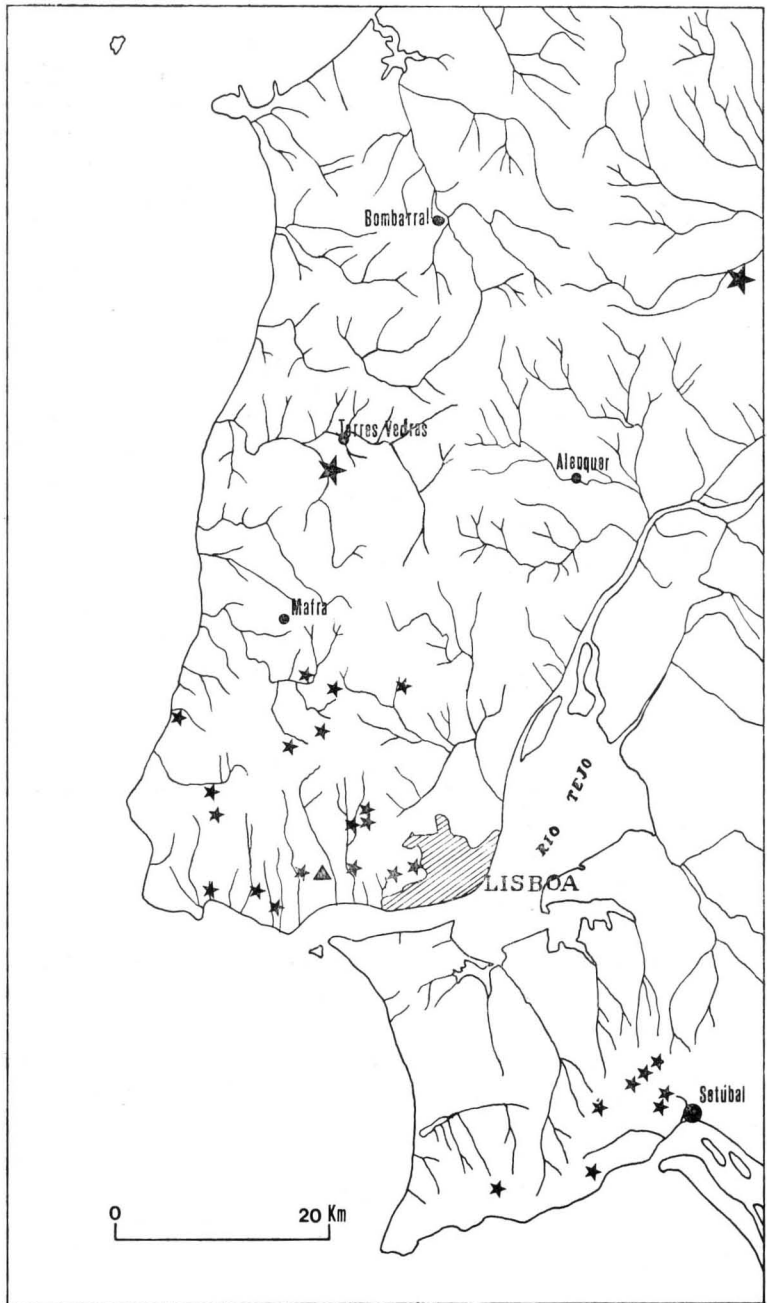 Bombarral
Torres Vedras
Alenquer
Mafra
RIO TEJO
LISBOA
Setúbal
0 20 Km